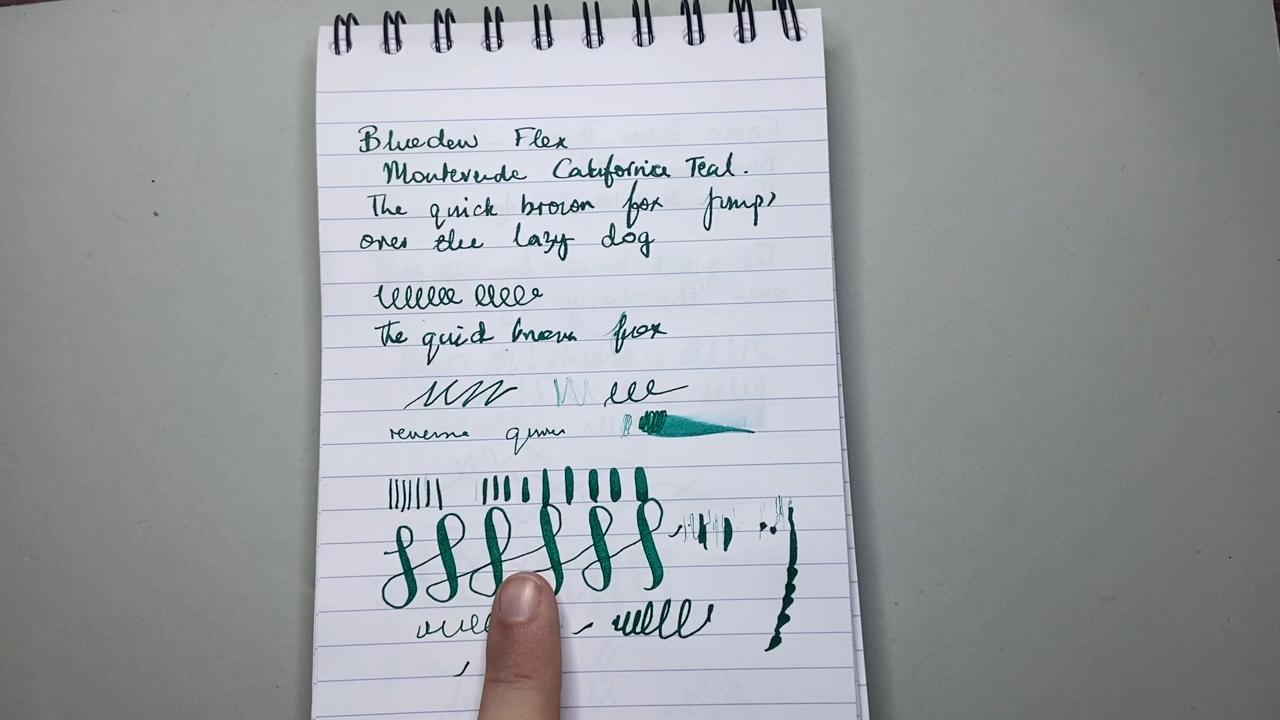 Bluedew Flex
Monteverde California Teal.
The quick brown fox jumps
over the lazy dog
The quick brown fox
reverse